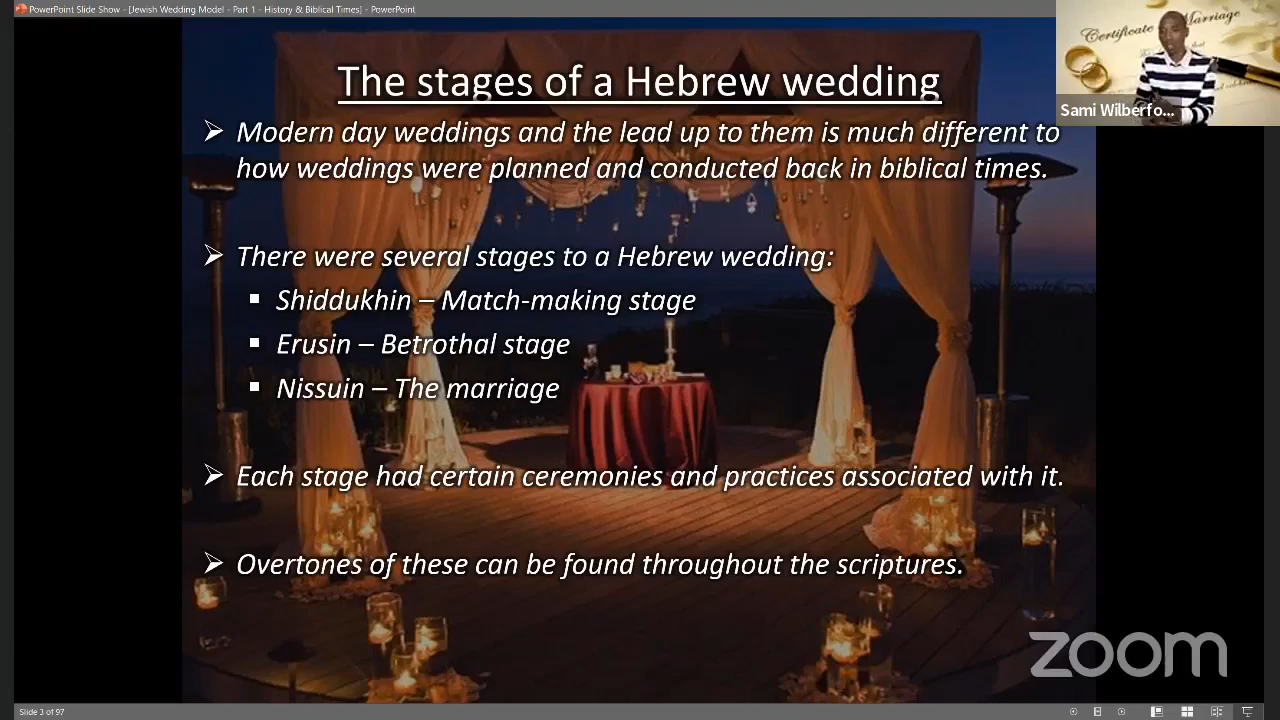 PowerPoint Slide Show - [Jewish Wedding Model - Part 1 - History & Biblical Times] - PowerPoint
Certificate Marriage
Sami Wilberfo...
The stages of a Hebrew wedding
Modern day weddings and the lead up to them is much different to
how weddings were planned and conducted back in biblical times.
There were several stages to a Hebrew wedding:
Shiddukhin – Match-making stage
Erusin – Betrothal stage
Nissuin – The marriage
Each stage had certain ceremonies and practices associated with it.
Overtones of these can be found throughout the scriptures.
zoom
Slide 3 of 97